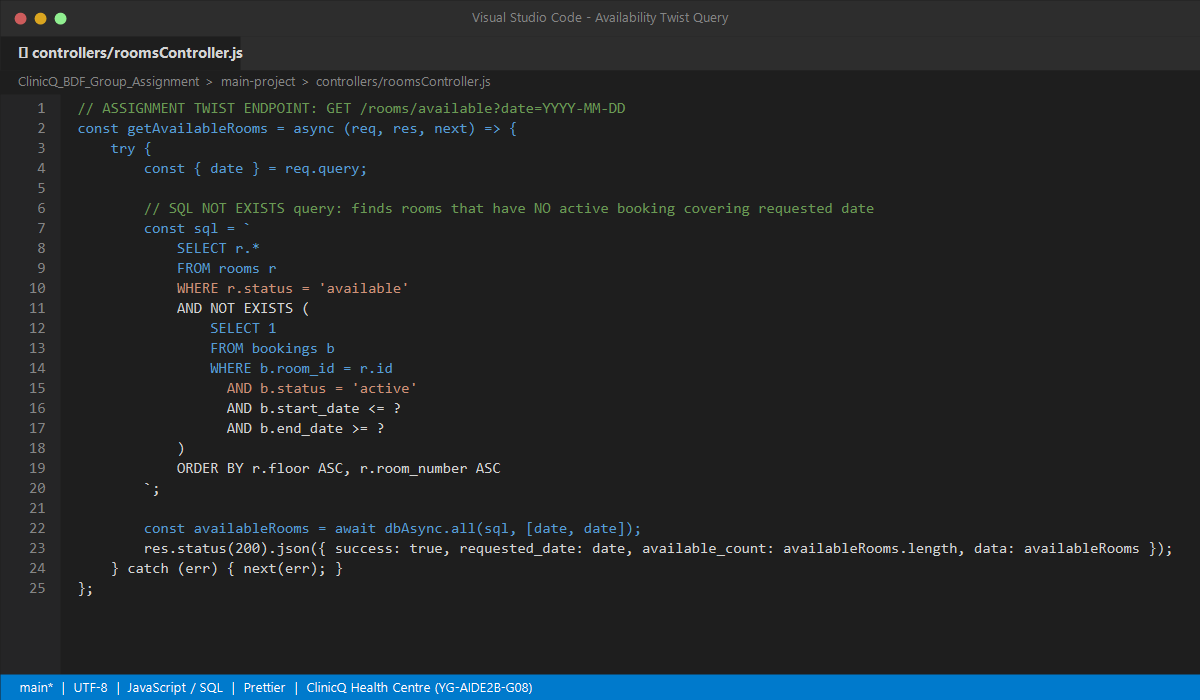 Visual Studio Code - Availability Twist Query
▯ controllers/roomsController.js
ClinicQ_BDF_Group_Assignment > main-project > controllers/roomsController.js
1 // ASSIGNMENT TWIST ENDPOINT: GET /rooms/available?date=YYYY-MM-DD
2 const getAvailableRooms = async (req, res, next) => {
3     try {
4         const { date } = req.query;
5
6         // SQL NOT EXISTS query: finds rooms that have NO active booking covering requested date
7         const sql = `
8             SELECT r.*
9             FROM rooms r
10             WHERE r.status = 'available'
11             AND NOT EXISTS (
12                 SELECT 1
13                 FROM bookings b
14                 WHERE b.room_id = r.id
15                   AND b.status = 'active'
16                   AND b.start_date <= ?
17                   AND b.end_date >= ?
18             )
19             ORDER BY r.floor ASC, r.room_number ASC
20         `;
21
22         const availableRooms = await dbAsync.all(sql, [date, date]);
23         res.status(200).json({ success: true, requested_date: date, available_count: availableRooms.length, data: availableRooms });
24     } catch (err) { next(err); }
25 };
main* | UTF-8 | JavaScript / SQL | Prettier | ClinicQ Health Centre (YG-AIDE2B-G08)